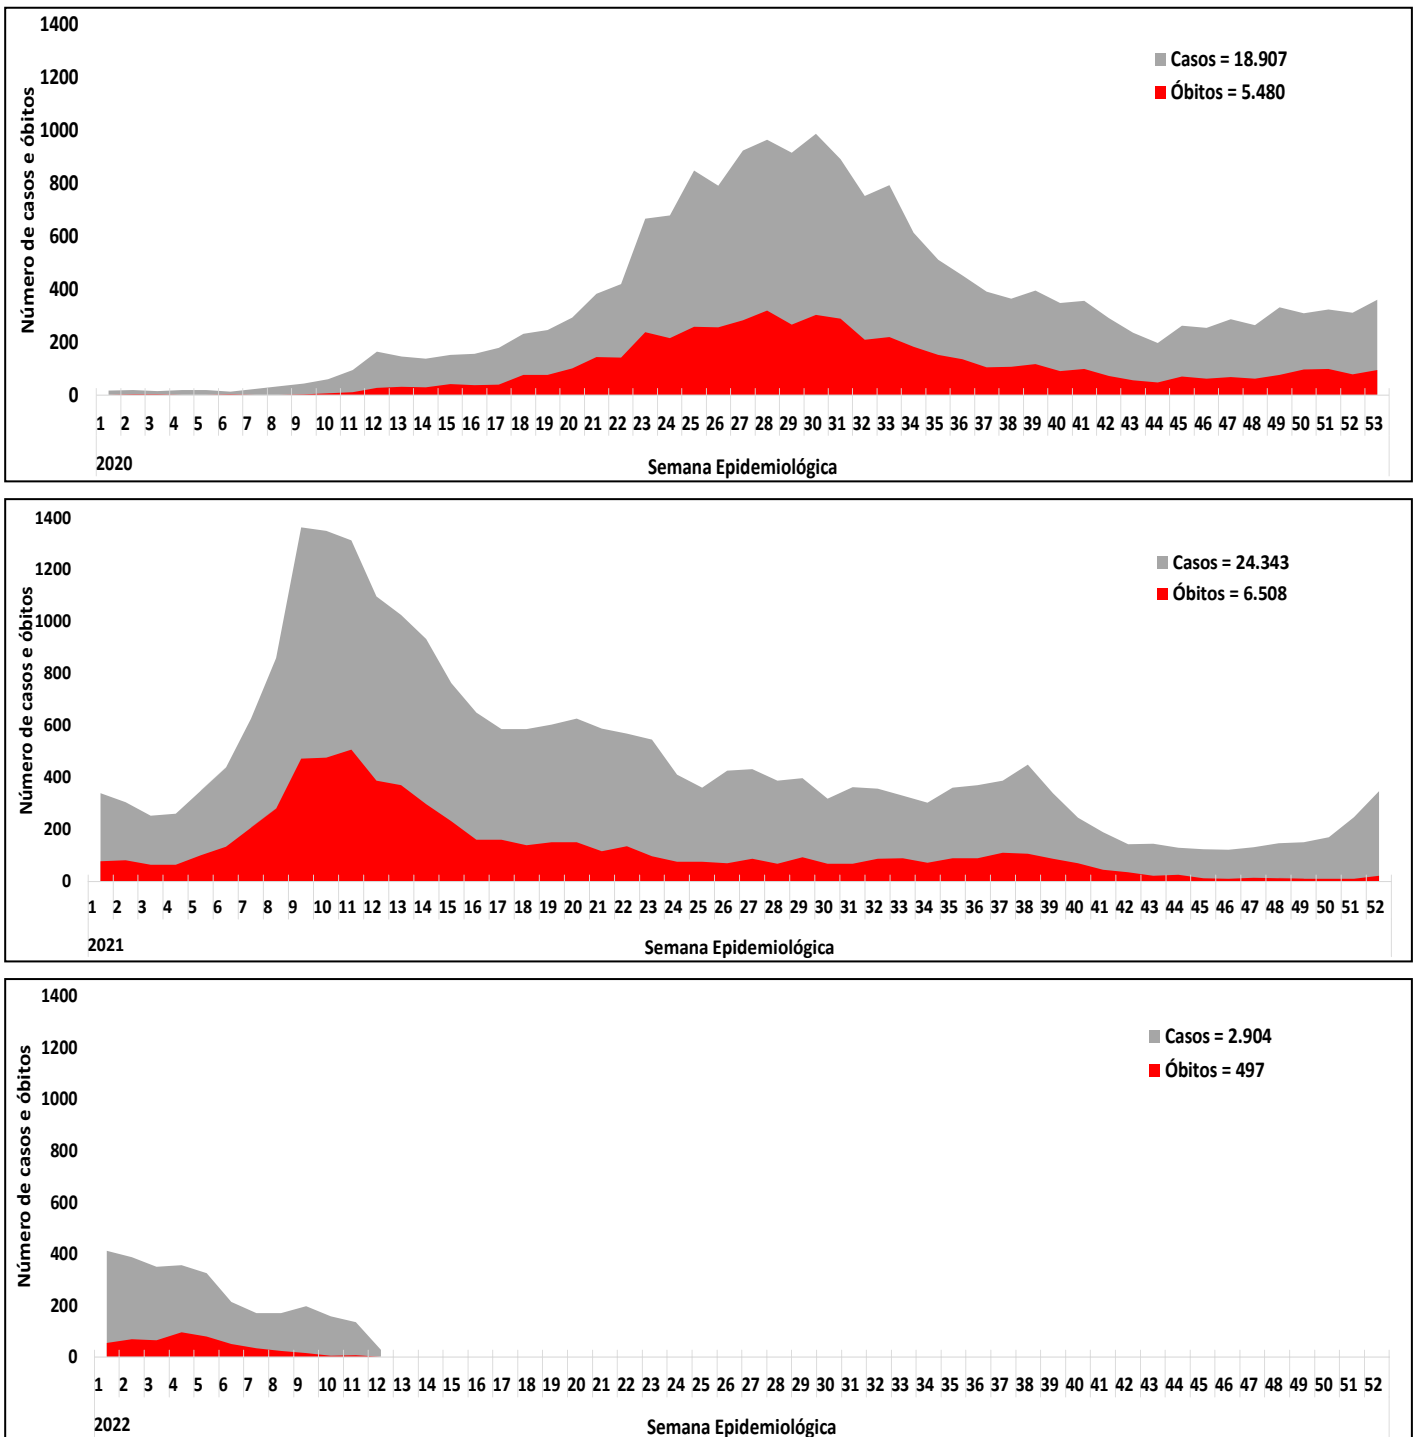 1400
1200
1000
800
600
400
200
0
Número de casos e óbitos
Casos = 18.907
Óbitos = 5.480
1 2 3 4 5 6 7 8 9 10 11 12 13 14 15 16 17 18 19 20 21 22 23 24 25 26 27 28 29 30 31 32 33 34 35 36 37 38 39 40 41 42 43 44 45 46 47 48 49 50 51 52 53
2020
Semana Epidemiológica
1400
1200
1000
800
600
400
200
0
Número de casos e óbitos
Casos = 24.343
Óbitos = 6.508
1 2 3 4 5 6 7 8 9 10 11 12 13 14 15 16 17 18 19 20 21 22 23 24 25 26 27 28 29 30 31 32 33 34 35 36 37 38 39 40 41 42 43 44 45 46 47 48 49 50 51 52
2021
Semana Epidemiológica
1400
1200
1000
800
600
400
200
0
Número de casos e óbitos
Casos = 2.904
Óbitos = 497
1 2 3 4 5 6 7 8 9 10 11 12 13 14 15 16 17 18 19 20 21 22 23 24 25 26 27 28 29 30 31 32 33 34 35 36 37 38 39 40 41 42 43 44 45 46 47 48 49 50 51 52
2022
Semana Epidemiológica